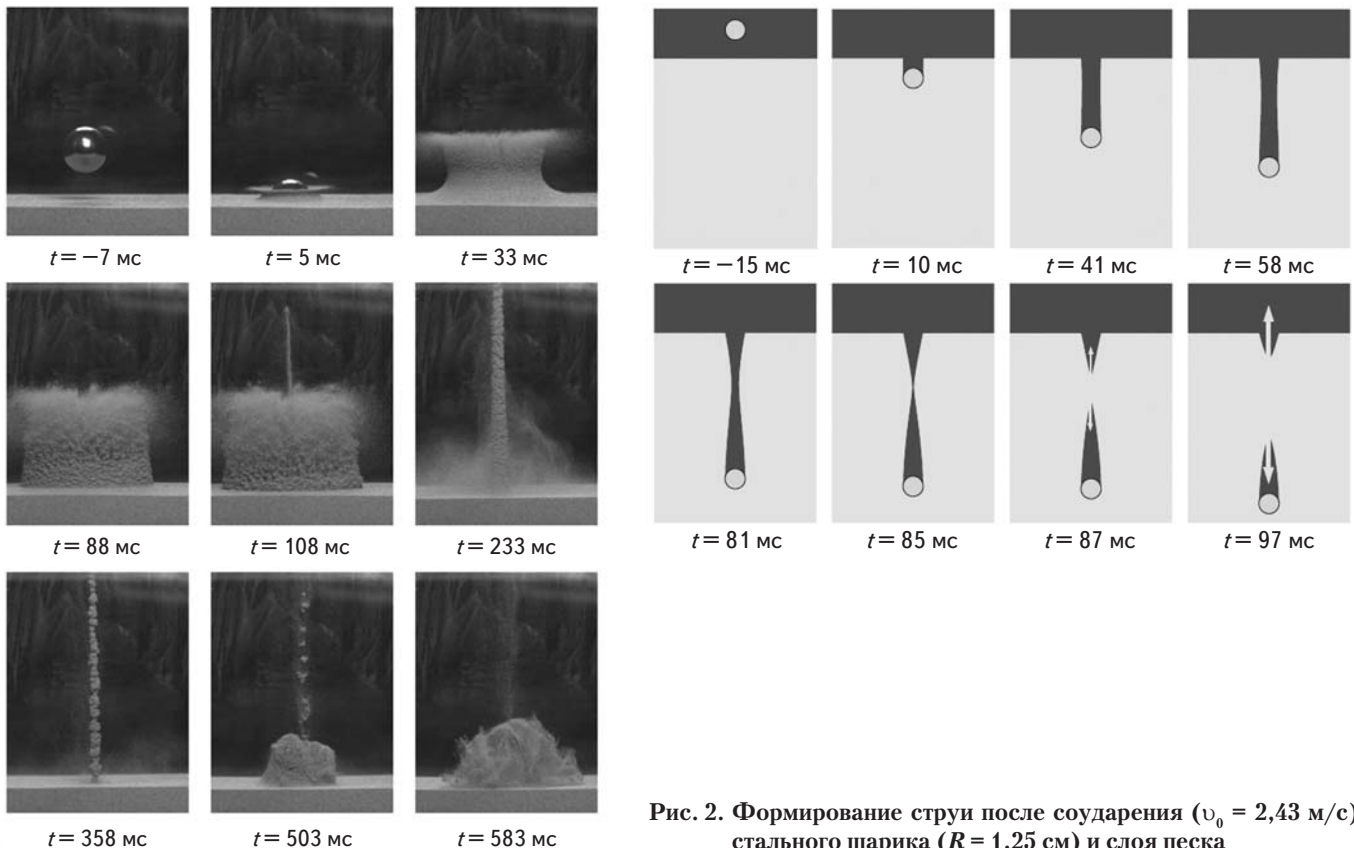 t = −7 мс
t = 5 мс
t = 33 мс
t = 88 мс
t = 108 мс
t = 233 мс
t = 358 мс
t = 503 мс
t = 583 мс
t = −15 мс
t = 10 мс
t = 41 мс
t = 58 мс
t = 81 мс
t = 85 мс
t = 87 мс
t = 97 мс
Рис. 2. Формирование струи после соударения (υ₀ = 2,43 м/с)
стального шарика (R = 1,25 см) и слоя песка